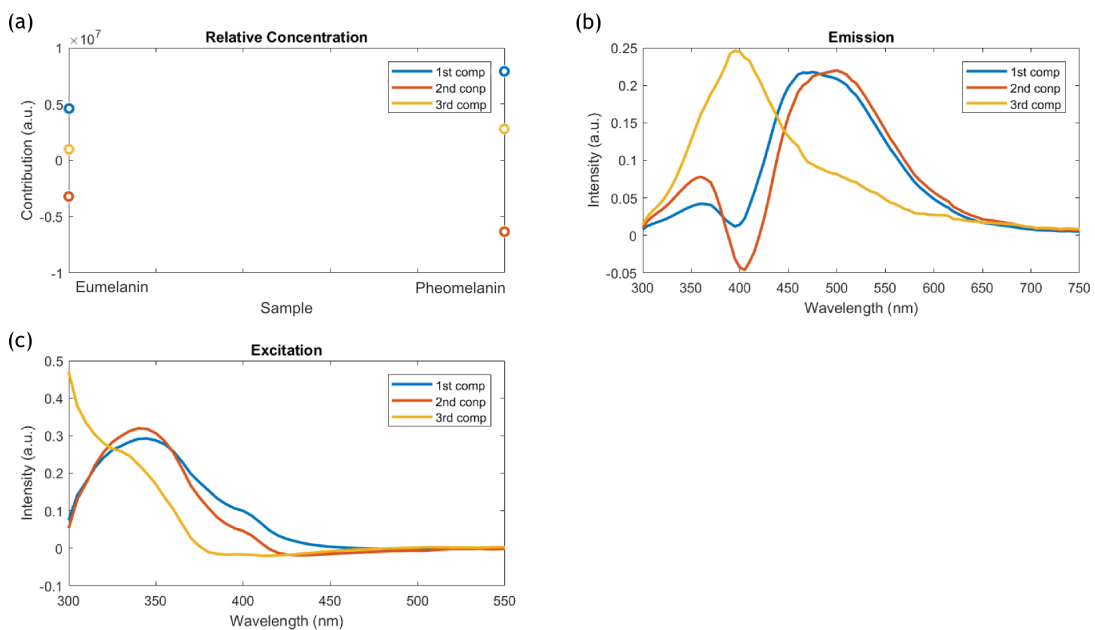 (a)
×10^7
Relative Concentration
1
0.5
0
-0.5
-1
Contribution (a.u.)
1st comp
2nd conp
3rd comp
Eumelanin
Pheomelanin
Sample
(b)
Emission
0.25
0.2
0.15
0.1
0.05
0
-0.05
Intensity (a.u.)
1st comp
2nd conp
3rd comp
300 350 400 450 500 550 600 650 700 750
Wavelength (nm)
(c)
Excitation
0.5
0.4
0.3
0.2
0.1
0
-0.1
Intensity (a.u.)
1st comp
2nd conp
3rd comp
300 350 400 450 500 550
Wavelength (nm)